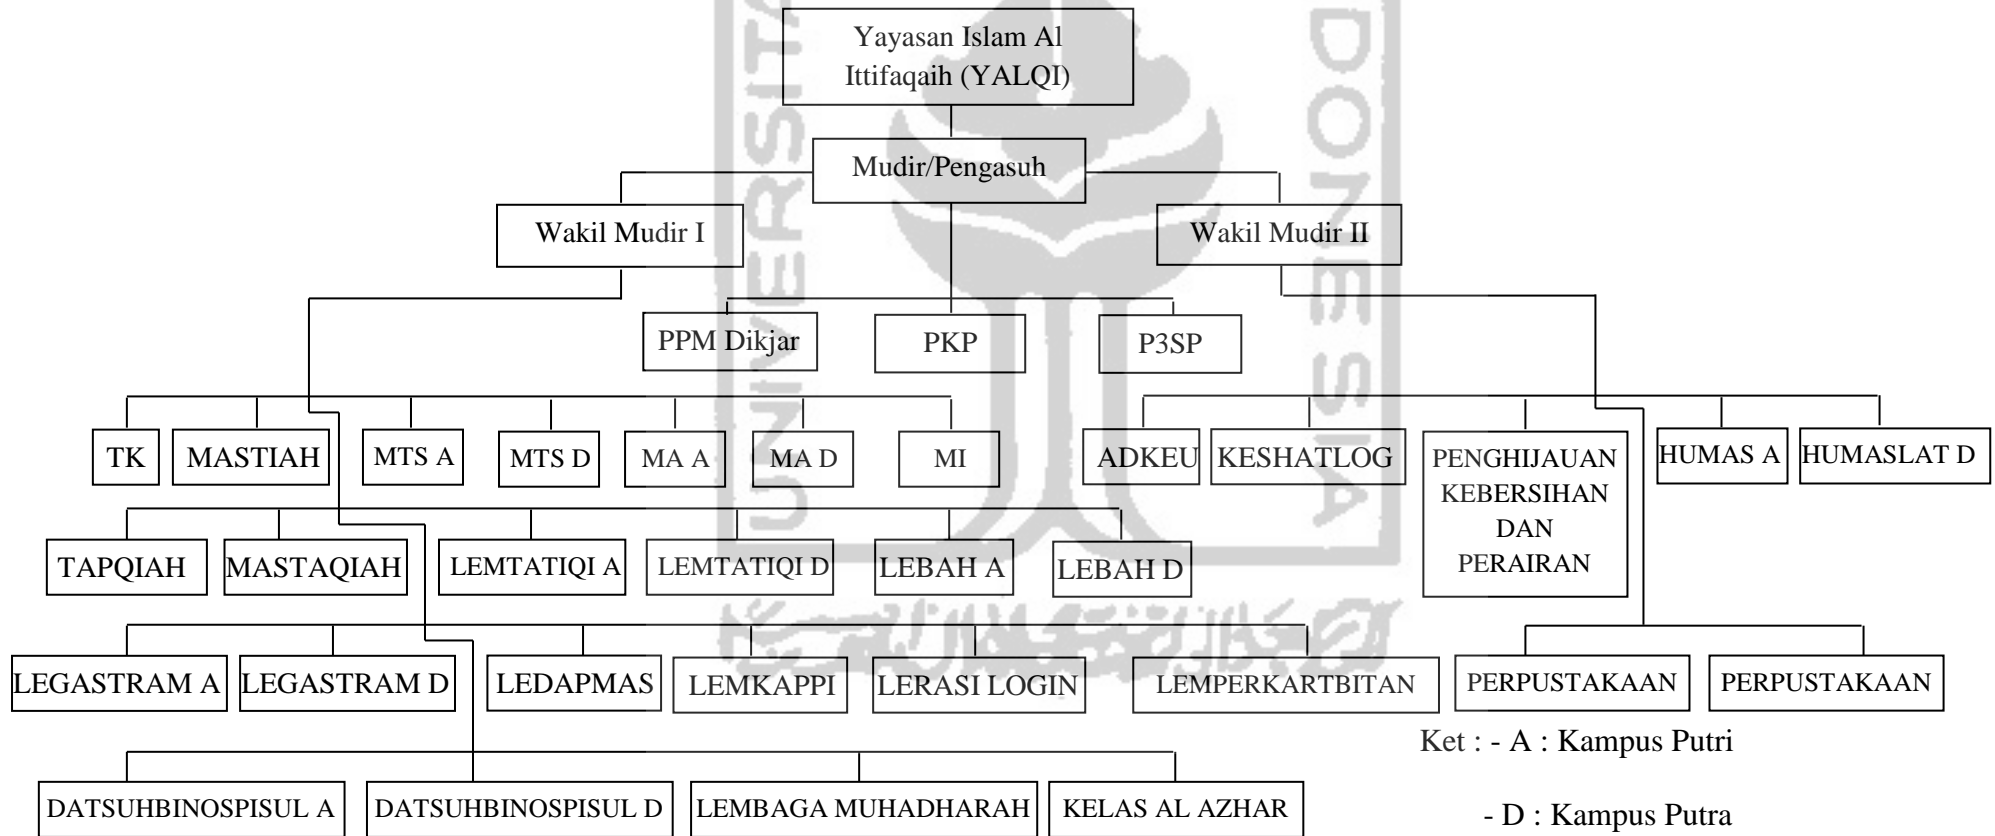 Yayasan Islam Al
Ittifaqaih (YALQI)
Mudir/Pengasuh
Wakil Mudir I
Wakil Mudir II
PPM Dikjar
PKP
P3SP
TK
MASTIAH
MTS A
MTS D
MA A
MA D
MI
ADKEU
KESHATLOG
PENGHIJAUAN
KEBERSIHAN
DAN
PERAIRAN
HUMAS A
HUMASLAT D
TAPQIAH
MASTAQIAH
LEMTATIQI A
LEMTATIQI D
LEBAH A
LEBAH D
LEGASTRAM A
LEGASTRAM D
LEDAPMAS
LEMKAPPI
LERASI LOGIN
LEMPERKARTBITAN
PERPUSTAKAAN
PERPUSTAKAAN
Ket : - A : Kampus Putri
- D : Kampus Putra
DATSUHBINOSPISUL A
DATSUHBINOSPISUL D
LEMBAGA MUHADHARAH
KELAS AL AZHAR
UNIVERSITA
DONESIA